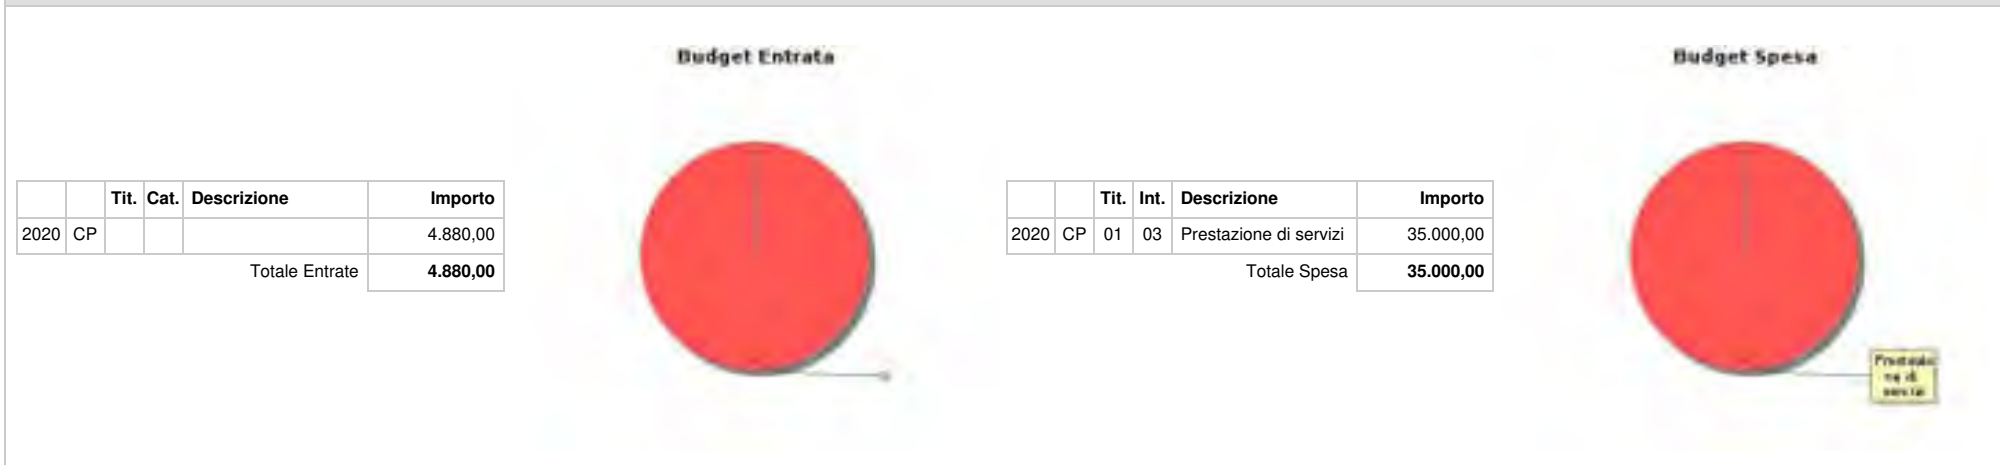 Budget Entrata
Tit. Cat. Descrizione Importo
2020 CP 4.880,00
Totale Entrate 4.880,00
Budget Spesa
Tit. Int. Descrizione Importo
2020 CP 01 03 Prestazione di servizi 35.000,00
Totale Spesa 35.000,00